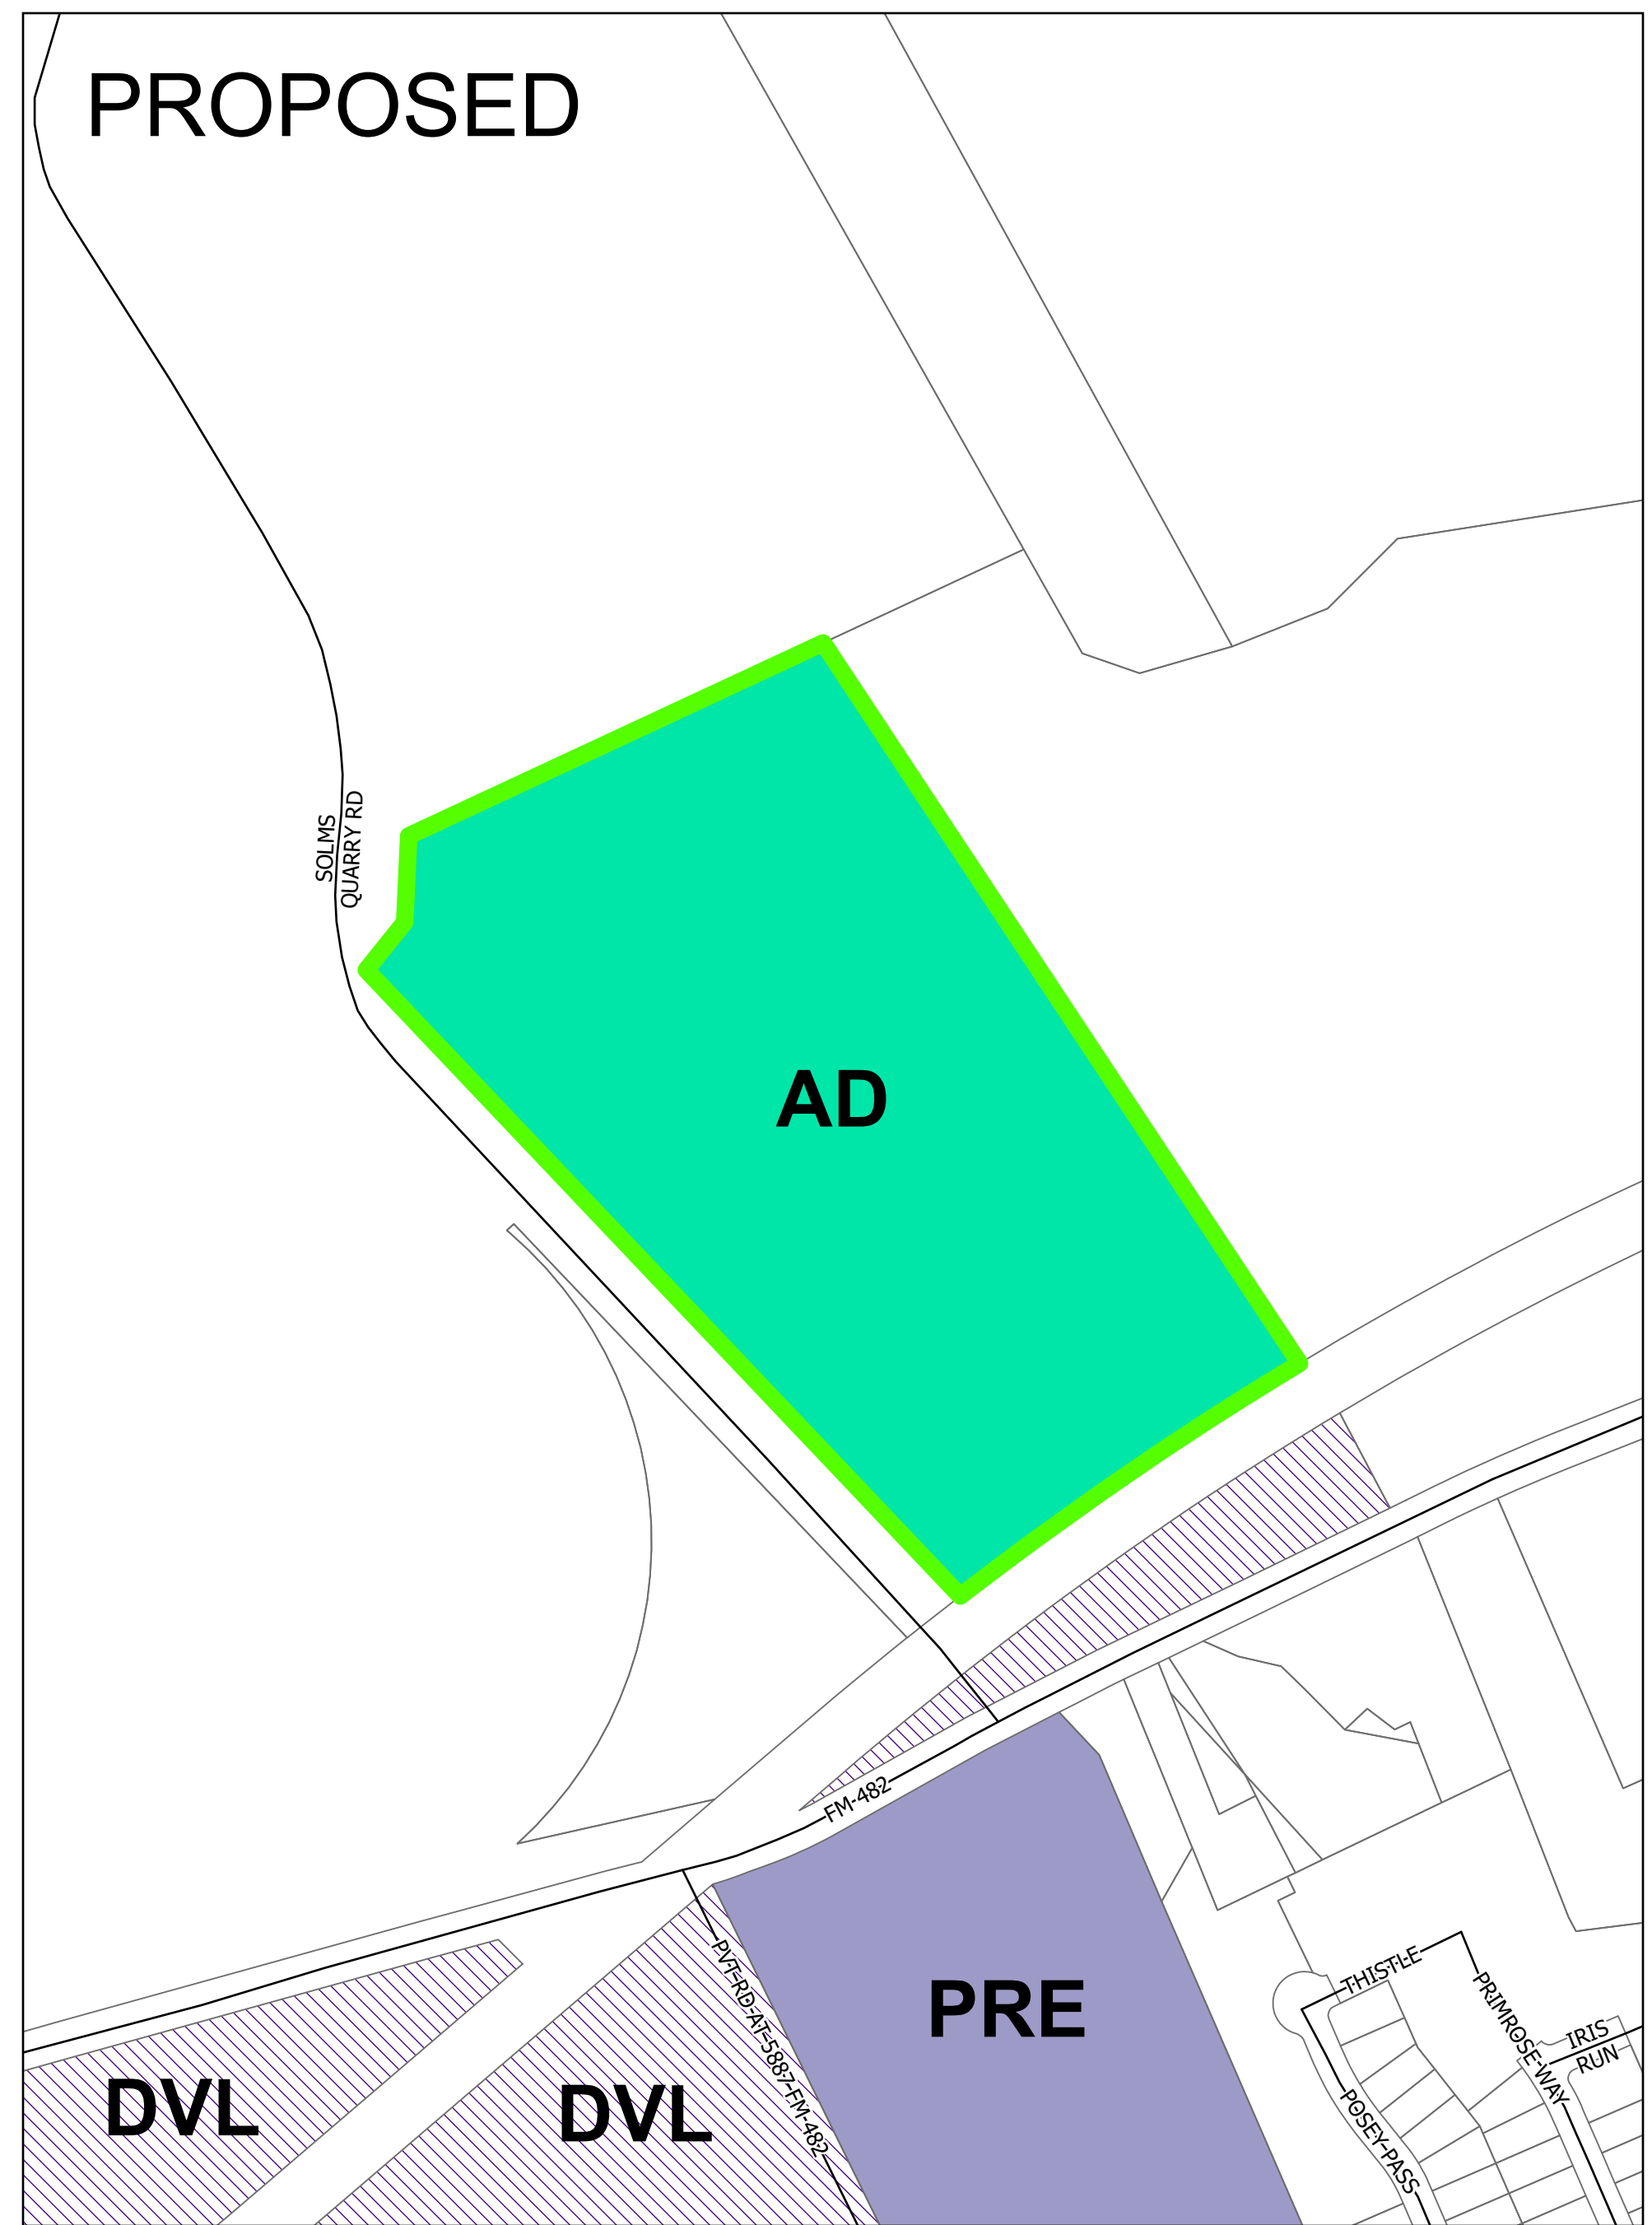 PROPOSED
SOLMS
QUARRY RD
AD
FM-482
PVT-RD-AT-5887-FM-482
PRE
THISTLE
PRIMROSE-WAY
IRIS
RUN
POSEY-PASS
DVL
DVL